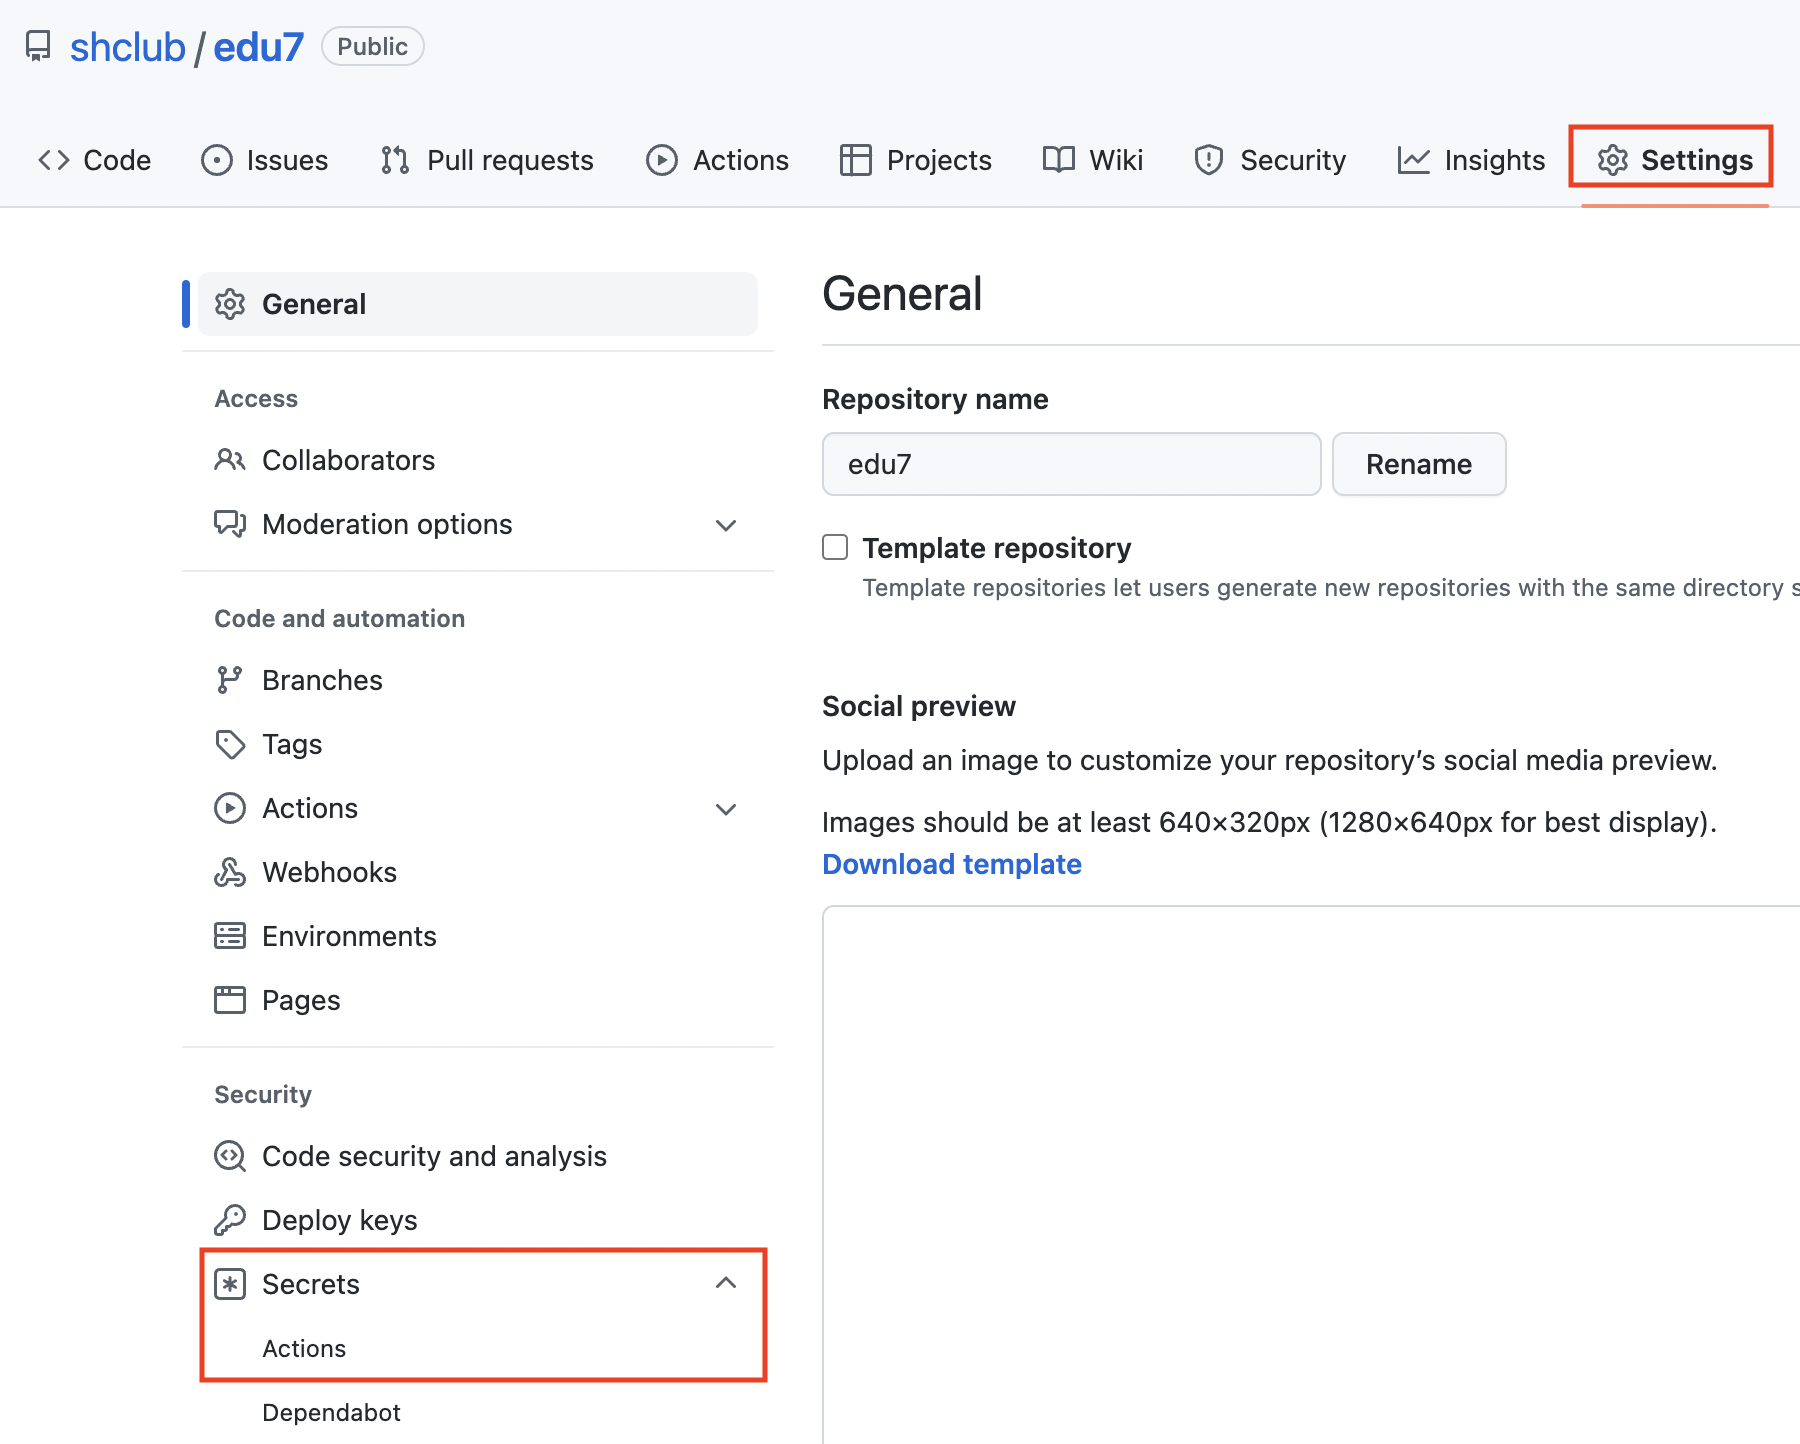 shclub / edu7 Public
Code Issues Pull requests Actions Projects Wiki Security Insights Settings
General
Access
Collaborators
Moderation options
Code and automation
Branches
Tags
Actions
Webhooks
Environments
Pages
Security
Code security and analysis
Deploy keys
Secrets
Actions
Dependabot
General
Repository name
edu7 Rename
Template repository
Template repositories let users generate new repositories with the same directory s
Social preview
Upload an image to customize your repository’s social media preview.
Images should be at least 640×320px (1280×640px for best display).
Download template